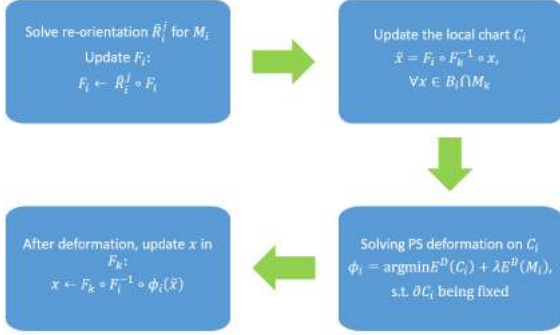 Solve re-orientation R̃ᵢʲ for Mᵢ
Update Fᵢ:
Fᵢ ← R̃ᵢʲ ∘ Fᵢ
Update the local chart Cᵢ
x̃ = Fᵢ ∘ Fₖ⁻¹ ∘ x,
∀x ∈ Bᵢ⋂Mₖ
After deformation, update x in
Fₖ:
x ← Fₖ ∘ Fᵢ⁻¹ ∘ ϕᵢ(x̃)
Solving PS deformation on Cᵢ
ϕᵢ = argminEᴰ(Cᵢ) + λEᴮ(Mᵢ),
s.t. ∂Cᵢ being fixed